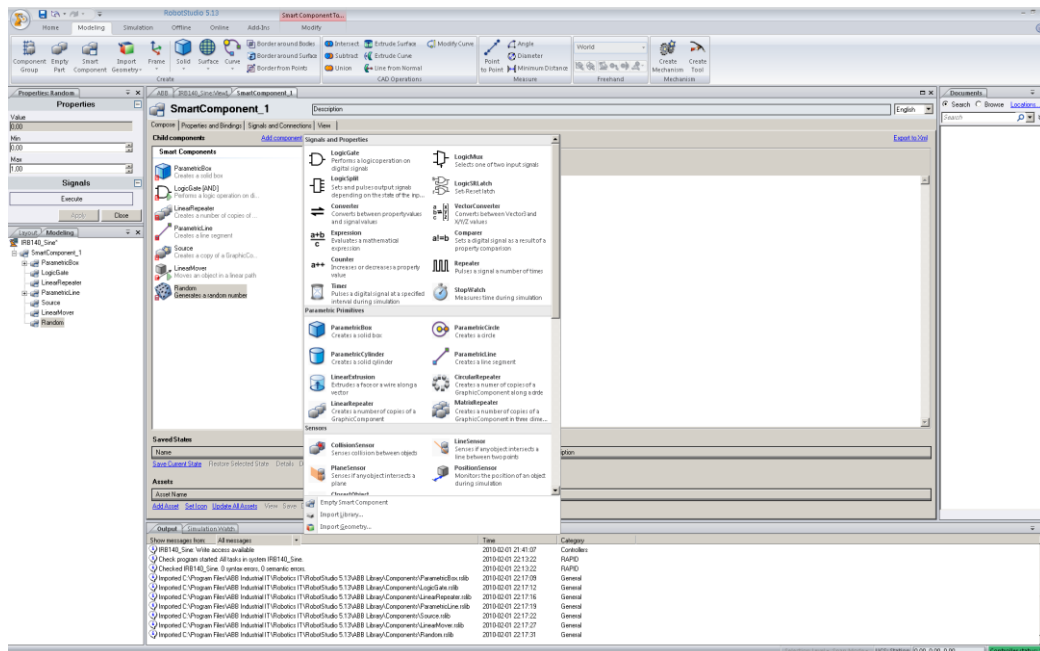 RobotStudio 5.13
Smart Component To...
Home Modeling Simulation Offline Online Add-Ins Modify
Component Group
Empty Part
Smart Component
Import Geometry
Frame
Solid
Surface
Curve
Border around Bodies
Border around Surface
Border from Points
Create
Intersect
Subtract
Union
Extrude Surface
Extrude Curve
Line from Normal
Modify Curve
CAD Operations
Point to Point
Angle
Diameter
Minimum Distance
Measure
World
Freehand
Create Mechanism
Create Tool
Mechanism
Properties: Random
Properties
Value
0,00
Min
0,00
Max
1,00
Signals
Execute
Apply Close
Layout Modeling
IRB140_Sine*
SmartComponent_1
ParametricBox
LogicGate
LinearRepeater
ParametricLine
Source
LinearMover
Random
ABB IRB140_Sine:View1 SmartComponent_1
SmartComponent_1
Description
English
Compose Properties and Bindings Signals and Connections View
Child components
Add component
Export to Xml
Smart Components
ParametricBox
Creates a solid box
LogicGate [AND]
Performs a logic operation on di...
LinearRepeater
Creates a number of copies of ...
ParametricLine
Creates a line segment
Source
Creates a copy of a GraphicCo...
LinearMover
Moves an object in a linear path
Random
Generates a random number
Saved States
Name
Description
Save Current State Restore Selected State Details
Assets
Asset Name
Add Asset Set Icon Update All Assets View Save
Signals and Properties
LogicGate
Performs a logic operation on digital signals
LogicMux
Selects one of two input signals
LogicSplit
Sets and pulses output signals depending on the state of the inp...
LogicSRLatch
Set-Reset latch
Converter
Converts between property values and signal values
VectorConverter
Converts between Vector3 and X/Y/Z values
Expression
Evaluates a mathematical expression
Comparer
Sets a digital signal as a result of a property comparison
Counter
Increases or decreases a property value
Repeater
Pulses a signal a number of times
Timer
Pulses a digital signal at a specified interval during simulation
StopWatch
Measures time during simulation
Parametric Primitives
ParametricBox
Creates a solid box
ParametricCircle
Creates a circle
ParametricCylinder
Creates a solid cylinder
ParametricLine
Creates a line segment
LinearExtrusion
Extrudes a face or a wire along a vector
CircularRepeater
Creates a numer of copies of a GraphicComponent along a circle
LinearRepeater
Creates a number of copies of a GraphicComponent
MatrixRepeater
Creates a number of copies of a GraphicComponent in three dime...
Sensors
CollisionSensor
Senses collision between objects
LineSensor
Senses if any object intersects a line between two points
PlaneSensor
Senses if any object intersects a plane
PositionSensor
Monitors the position of an object during simulation
ClosestObject
Empty Smart Component
Import Library...
Import Geometry...
Documents
Search Browse Locations...
Search
Output Simulation Watch
Show messages from: All messages Time Category
IRB140_Sine: Write access available 2010-02-01 21:41:07 Controllers
Check program started: All tasks in system IRB140_Sine. 2010-02-01 22:13:22 RAPID
Checked IRB140_Sine. 0 syntax errors, 0 semantic errors. 2010-02-01 22:13:22 RAPID
Imported C:\Program Files\ABB Industrial IT\Robotics IT\RobotStudio 5.13\ABB Library\Components\ParametricBox.rslib 2010-02-01 22:17:09 General
Imported C:\Program Files\ABB Industrial IT\Robotics IT\RobotStudio 5.13\ABB Library\Components\LogicGate.rslib 2010-02-01 22:17:12 General
Imported C:\Program Files\ABB Industrial IT\Robotics IT\RobotStudio 5.13\ABB Library\Components\LinearRepeater.rslib 2010-02-01 22:17:16 General
Imported C:\Program Files\ABB Industrial IT\Robotics IT\RobotStudio 5.13\ABB Library\Components\ParametricLine.rslib 2010-02-01 22:17:19 General
Imported C:\Program Files\ABB Industrial IT\Robotics IT\RobotStudio 5.13\ABB Library\Components\Source.rslib 2010-02-01 22:17:22 General
Imported C:\Program Files\ABB Industrial IT\Robotics IT\RobotStudio 5.13\ABB Library\Components\LinearMover.rslib 2010-02-01 22:17:27 General
Imported C:\Program Files\ABB Industrial IT\Robotics IT\RobotStudio 5.13\ABB Library\Components\Random.rslib 2010-02-01 22:17:31 General